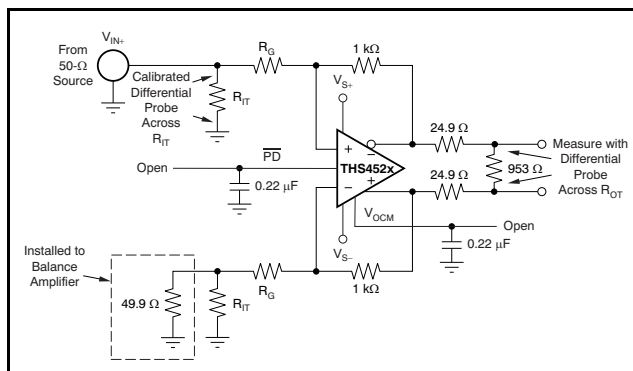 V_IN+
From
50-Ω
Source
Calibrated
Differential
Probe
Across
R_IT
R_IT
R_G
1 kΩ
V_S+
PD
Open
0.22 μF
+
−
−
+
THS452x
24.9 Ω
24.9 Ω
953 Ω
Measure with
Differential
Probe
Across R_OT
V_OCM
Open
0.22 μF
V_S−
Installed to
Balance
Amplifier
49.9 Ω
R_IT
R_G
1 kΩ